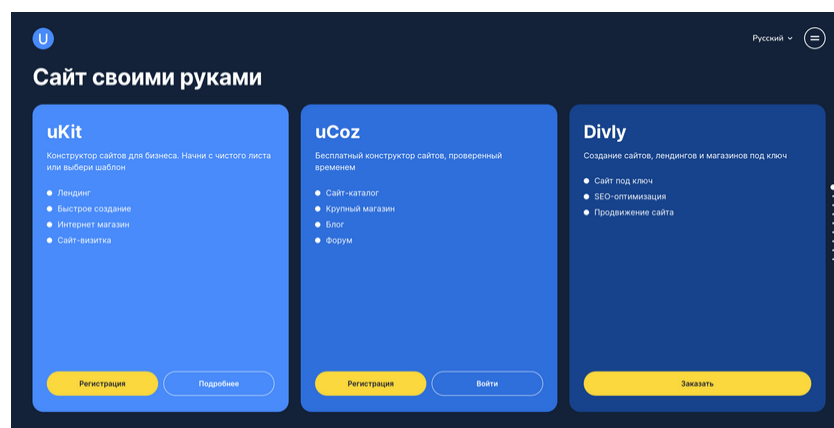 U
Русский
Сайт своими руками
uKit
Конструктор сайтов для бизнеса. Начни с чистого листа
или выбери шаблон
Лендинг
Быстрое создание
Интернет магазин
Сайт-визитка
Регистрация
Подробнее
uCoz
Бесплатный конструктор сайтов, проверенный
временем
Сайт-каталог
Крупный магазин
Блог
Форум
Регистрация
Войти
Divly
Создание сайтов, лендингов и магазинов под ключ
Сайт под ключ
SEO-оптимизация
Продвижение сайта
Заказать